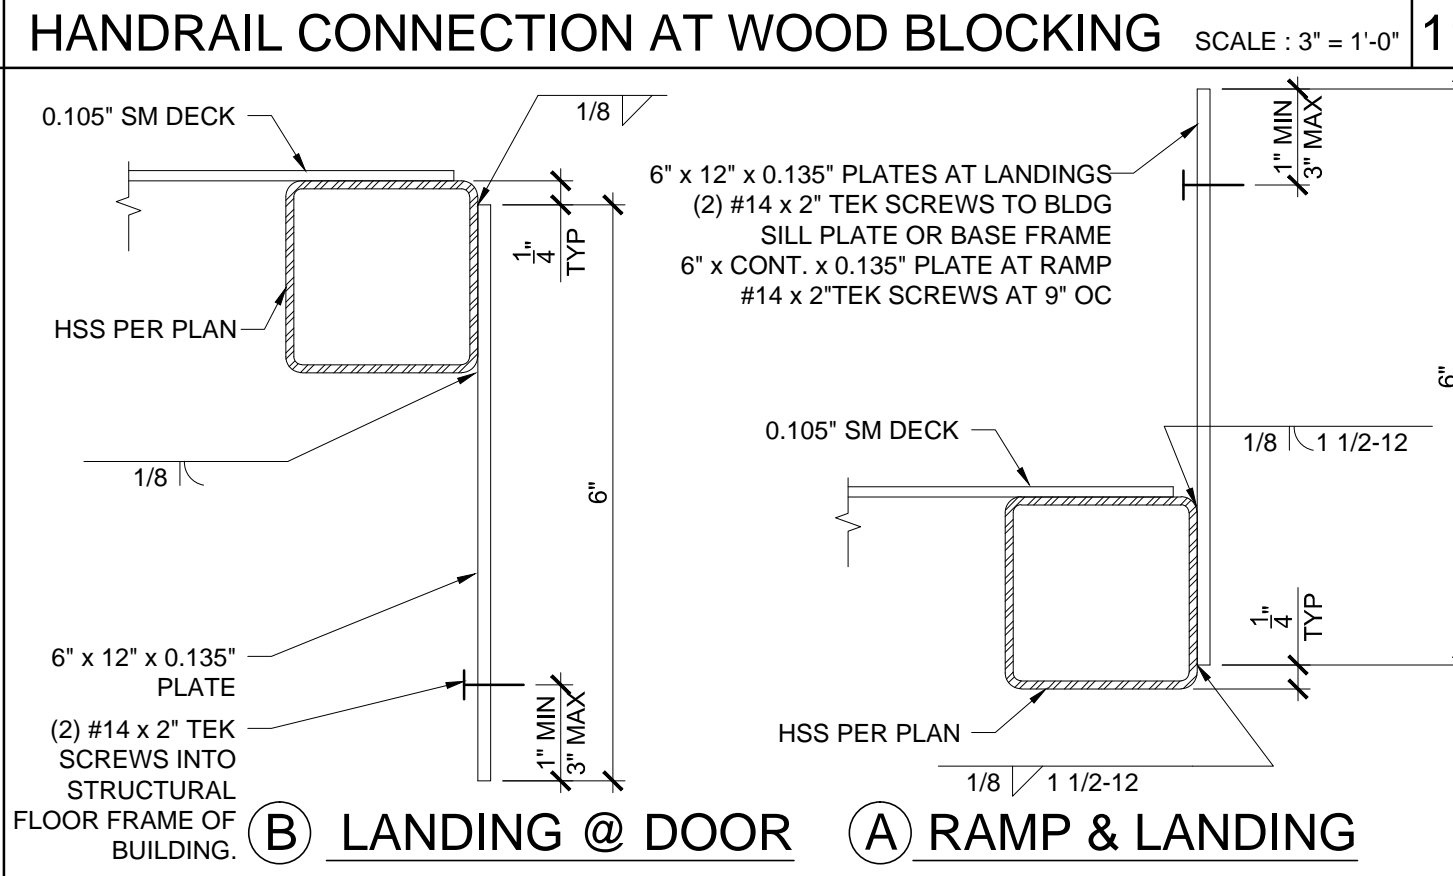 HANDRAIL CONNECTION AT WOOD BLOCKING SCALE : 3" = 1'-0" 1
0.105" SM DECK
1/8
1/4" TYP
HSS PER PLAN
1/8
6"
6" x 12" x 0.135"
PLATE
(2) #14 x 2" TEK
SCREWS INTO
STRUCTURAL
FLOOR FRAME OF
BUILDING.
1" MIN
3" MAX
B LANDING @ DOOR
6" x 12" x 0.135" PLATES AT LANDINGS
(2) #14 x 2" TEK SCREWS TO BLDG
SILL PLATE OR BASE FRAME
6" x CONT. x 0.135" PLATE AT RAMP
#14 x 2"TEK SCREWS AT 9" OC
1" MIN
3" MAX
6"
0.105" SM DECK
1/8 1 1/2-12
1/4" TYP
HSS PER PLAN
1/8 1 1/2-12
A RAMP & LANDING